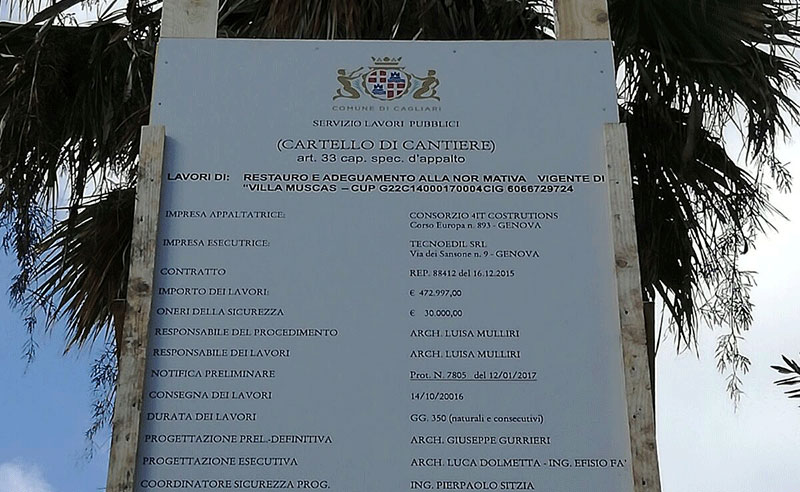 COMUNE DI CAGLIARI
SERVIZIO LAVORI PUBBLICI
(CARTELLO DI CANTIERE)
art. 33 cap. spec. d'appalto
LAVORI DI: RESTAURO E ADEGUAMENTO ALLA NOR MATIVA VIGENTE DI
"VILLA MUSCAS – CUP G22C14000170004CIG 6066729724
IMPRESA APPALTATRICE: CONSORZIO 4IT COSTRUTIONS
Corso Europa n. 893 - GENOVA
IMPRESA ESECUTRICE: TECNOEDIL SRL
Via dei Sansone n. 9 - GENOVA
CONTRATTO REP. 88412 del 16.12.2015
IMPORTO DEI LAVORI: € 472.997,00
ONERI DELLA SICUREZZA € 30.000,00
RESPONSABILE DEL PROCEDIMENTO ARCH. LUISA MULLIRI
RESPONSABILE DEI LAVORI ARCH. LUISA MULLIRI
NOTIFICA PRELIMINARE Prot. N. 7805 del 12/01/2017
CONSEGNA DEI LAVORI 14/10/20016
DURATA DEI LAVORI GG. 350 (naturali e consecutivi)
PROGETTAZIONE PREL.-DEFINITIVA ARCH. GIUSEPPE GURRIERI
PROGETTAZIONE ESECUTIVA ARCH. LUCA DOLMETTA - ING. EFISIO FA'
COORDINATORE SICUREZZA PROG. ING. PIERPAOLO SITZIA